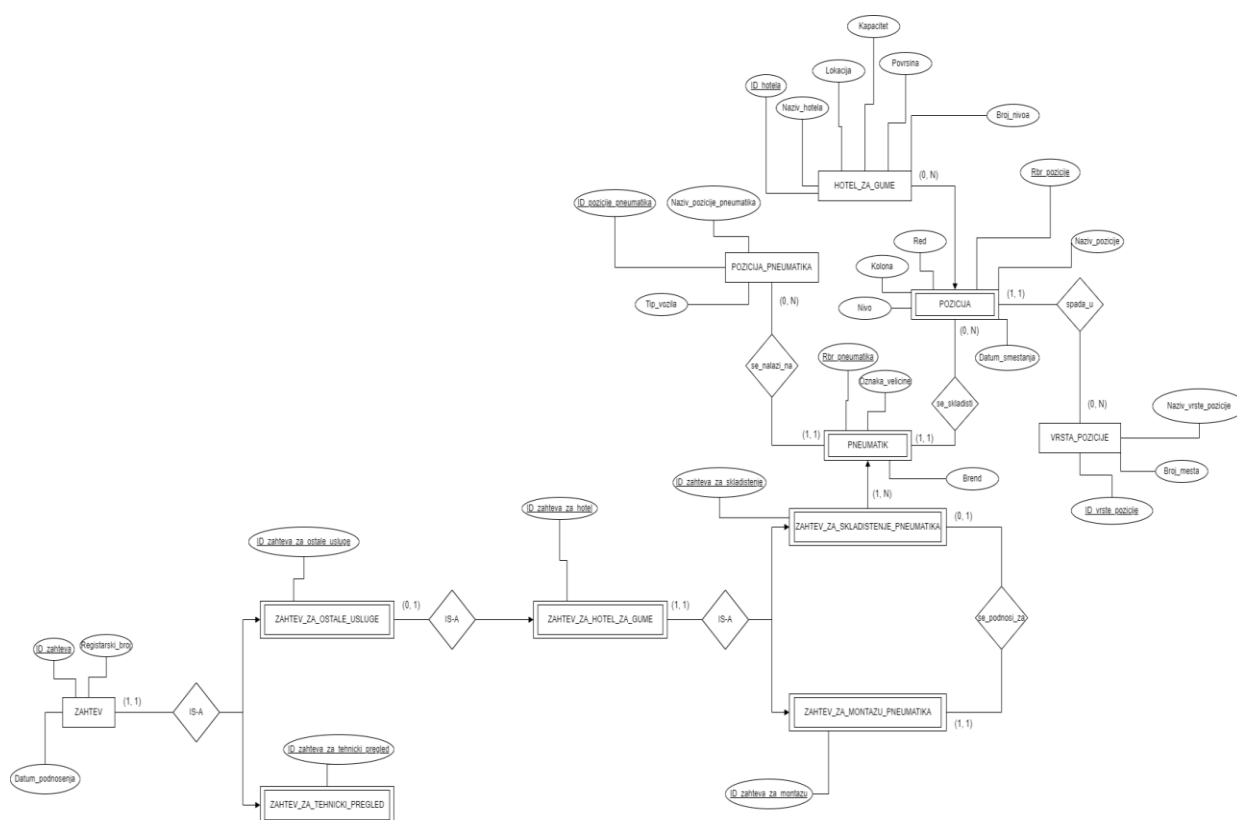 Kapacitet
Lokacija
Povrsina
ID_hotela
Naziv_hotela
Broj_nivoa
HOTEL_ZA_GUME
(0, N)
Rbr_pozicije
ID_pozicije_pneumatika
Naziv_pozicije_pneumatika
Red
Naziv_pozicije
Kolona
POZICIJA_PNEUMATIKA
Tip_vozila
(0, N)
Nivo
POZICIJA
(1, 1)
spada_u
(0, N)
Datum_smestanja
Rbr_pneumatika
Oznaka_velicine
se_nalazi_na
se_skladisti
Naziv_vrste_pozicije
(0, N)
(1, 1)
PNEUMATIK
(1, 1)
VRSTA_POZICIJE
Broj_mesta
Brend
ID_zahteva_za_skladistenje
(1, N)
ID_vrste_pozicije
ID_zahteva_za_hotel
ZAHTEV_ZA_SKLADISTENJE_PNEUMATIKA
(0, 1)
ID_zahteva_za_ostale_usluge
ZAHTEV_ZA_OSTALE_USLUGE
(0, 1)
IS-A
ZAHTEV_ZA_HOTEL_ZA_GUME
(1, 1)
IS-A
se_podnosi_za
ID_zahteva
Registarski_broj
ZAHTEV
(1, 1)
IS-A
ZAHTEV_ZA_MONTAZU_PNEUMATIKA
(1, 1)
ID_zahteva_za_tehnicki_pregled
Datum_podnosenja
ID_zahteva_za_montazu
ZAHTEV_ZA_TEHNICKI_PREGLED